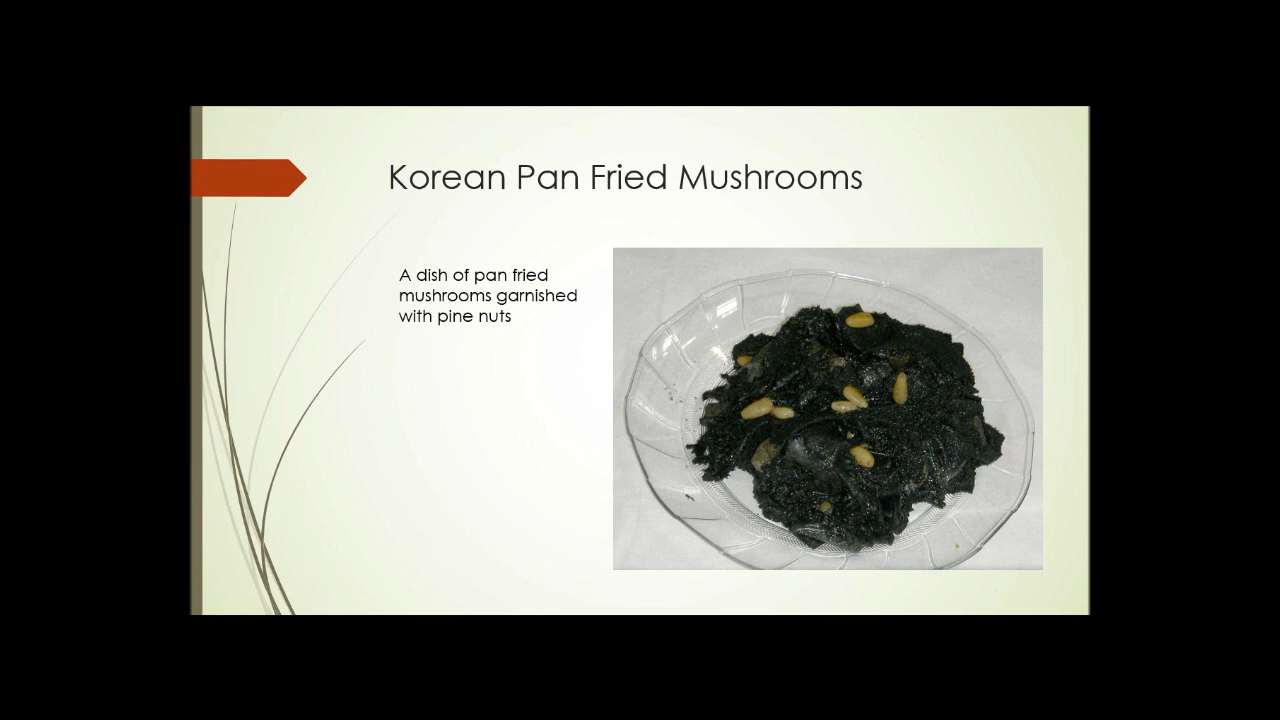 Korean Pan Fried Mushrooms
A dish of pan fried
mushrooms garnished
with pine nuts